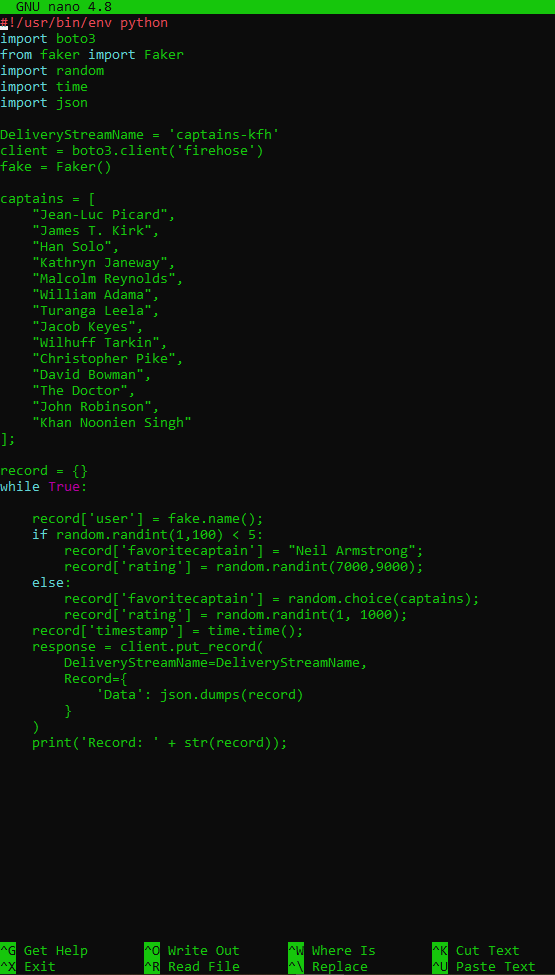 GNU nano 4.8
#!/usr/bin/env python
import boto3
from faker import Faker
import random
import time
import json

DeliveryStreamName = 'captains-kfh'
client = boto3.client('firehose')
fake = Faker()

captains = [
    "Jean-Luc Picard",
    "James T. Kirk",
    "Han Solo",
    "Kathryn Janeway",
    "Malcolm Reynolds",
    "William Adama",
    "Turanga Leela",
    "Jacob Keyes",
    "Wilhuff Tarkin",
    "Christopher Pike",
    "David Bowman",
    "The Doctor",
    "John Robinson",
    "Khan Noonien Singh"
];

record = {}
while True:

    record['user'] = fake.name();
    if random.randint(1,100) < 5:
        record['favoritecaptain'] = "Neil Armstrong";
        record['rating'] = random.randint(7000,9000);
    else:
        record['favoritecaptain'] = random.choice(captains);
        record['rating'] = random.randint(1, 1000);
    record['timestamp'] = time.time();
    response = client.put_record(
        DeliveryStreamName=DeliveryStreamName,
        Record={
            'Data': json.dumps(record)
        }
    )
    print('Record: ' + str(record));

^G Get Help ^O Write Out ^W Where Is ^K Cut Text
^X Exit ^R Read File ^\ Replace ^U Paste Text